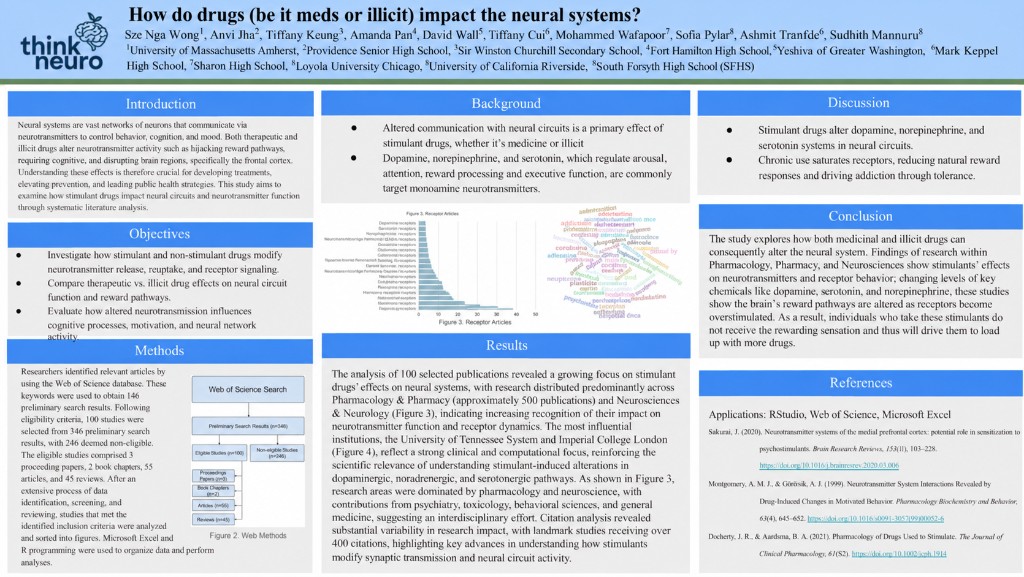 think
neuro
How do drugs (be it meds or illicit) impact the neural systems?
Sze Nga Wong¹, Anvi Jha², Tiffany Keung³, Amanda Pan⁴, David Wall⁵, Tiffany Cui⁶, Mohammed Wafapoor⁷, Sofia Pylar⁸, Ashmit Tranfde⁶, Sudhith Mannuru⁸
¹University of Massachusetts Amherst, ²Providence Senior High School, ³Sir Winston Churchill Secondary School, ⁴Fort Hamilton High School, ⁵Yeshiva of Greater Washington, ⁶Mark Keppel
High School, ⁷Sharon High School, ⁸Loyola University Chicago, ⁸University of California Riverside, ⁸South Forsyth High School (SFHS)
Introduction
Neural systems are vast networks of neurons that communicate via
neurotransmitters to control behavior, cognition, and mood. Both therapeutic and
illicit drugs alter neurotransmitter activity such as hijacking reward pathways,
requiring cognitive, and disrupting brain regions, specifically the frontal cortex.
Understanding these effects is therefore crucial for developing treatments,
elevating prevention, and leading public health strategies. This study aims to
examine how stimulant drugs impact neural circuits and neurotransmitter function
through systematic literature analysis.
Objectives
● Investigate how stimulant and non-stimulant drugs modify
neurotransmitter release, reuptake, and receptor signaling.
● Compare therapeutic vs. illicit drug effects on neural circuit
function and reward pathways.
● Evaluate how altered neurotransmission influences
cognitive processes, motivation, and neural network
activity
Methods
Researchers identified relevant articles by
using the Web of Science database. These
keywords were used to obtain 146
preliminary search results. Following
eligibility criteria, 100 studies were
selected from 346 preliminary search
results, with 246 deemed non-eligible.
The eligible studies comprised 3
proceeding papers, 2 book chapters, 55
articles, and 45 reviews. After an
extensive process of data
identification, screening, and
reviewing, studies that met the
identified inclusion criteria were analyzed
and sorted into figures. Microsoft Excel and
R programming were used to organize data and perform
analyses.
Web of Science Search
Preliminary Search Results (n=346)
Eligible Studies (n=100)
Non-eligible Studies
(n=246)
Proceedings
Papers (n=3)
Book Chapters
(n=2)
Articles (n=55)
Reviews (n=45)
Figure 2. Web Methods
Background
● Altered communication with neural circuits is a primary effect of
stimulant drugs, whether it's medicine or illicit
● Dopamine, norepinephrine, and serotonin, which regulate arousal,
attention, reward processing and executive function, are commonly
target monoamine neurotransmitters.
Figure 3. Receptor Articles
0 5 10 15 20 25 30 35 40 45 50
Figure 3. Receptor Articles
Results
The analysis of 100 selected publications revealed a growing focus on stimulant
drugs' effects on neural systems, with research distributed predominantly across
Pharmacology & Pharmacy (approximately 500 publications) and Neurosciences
& Neurology (Figure 3), indicating increasing recognition of their impact on
neurotransmitter function and receptor dynamics. The most influential
institutions, the University of Tennessee System and Imperial College London
(Figure 4), reflect a strong clinical and computational focus, reinforcing the
scientific relevance of understanding stimulant-induced alterations in
dopaminergic, noradrenergic, and serotonergic pathways. As shown in Figure 3,
research areas were dominated by pharmacology and neuroscience, with
contributions from psychiatry, toxicology, behavioral sciences, and general
medicine, suggesting an interdisciplinary effort. Citation analysis revealed
substantial variability in research impact, with landmark studies receiving over
400 citations, highlighting key advances in understanding how stimulants
modify synaptic transmission and neural circuit activity.
Discussion
● Stimulant drugs alter dopamine, norepinephrine, and
serotonin systems in neural circuits.
● Chronic use saturates receptors, reducing natural reward
responses and driving addiction through tolerance.
Conclusion
The study explores how both medicinal and illicit drugs can
consequently alter the neural system. Findings of research within
Pharmacology, Pharmacy, and Neurosciences show stimulants' effects
on neurotransmitters and receptor behavior; changing levels of key
chemicals like dopamine, serotonin, and norepinephrine, these studies
show the brain's reward pathways are altered as receptors become
overstimulated. As a result, individuals who take these stimulants do
not receive the rewarding sensation and thus will drive them to load
up with more drugs.
References
Applications: RStudio, Web of Science, Microsoft Excel
Sakurai, J. (2020). Neurotransmitter systems of the medial prefrontal cortex: potential role in sensitization to
psychostimulants. Brain Research Reviews, 153(11), 103–228.
https://doi.org/10.1016/j.brainresrev.2020.03.006
Montgomery, A. M. J., & Görösik, A. J. (1999). Neurotransmitter System Interactions Revealed by
Drug-Induced Changes in Motivated Behavior. Pharmacology Biochemistry and Behavior,
63(4), 645–652. https://doi.org/10.1016/s0091-3057(99)00052-6
Docherty, J. R., & Aardsma, B. A. (2021). Pharmacology of Drugs Used to Stimulate. The Journal
of Clinical Pharmacology, 61(S2). https://doi.org/10.1002/jcph.1914